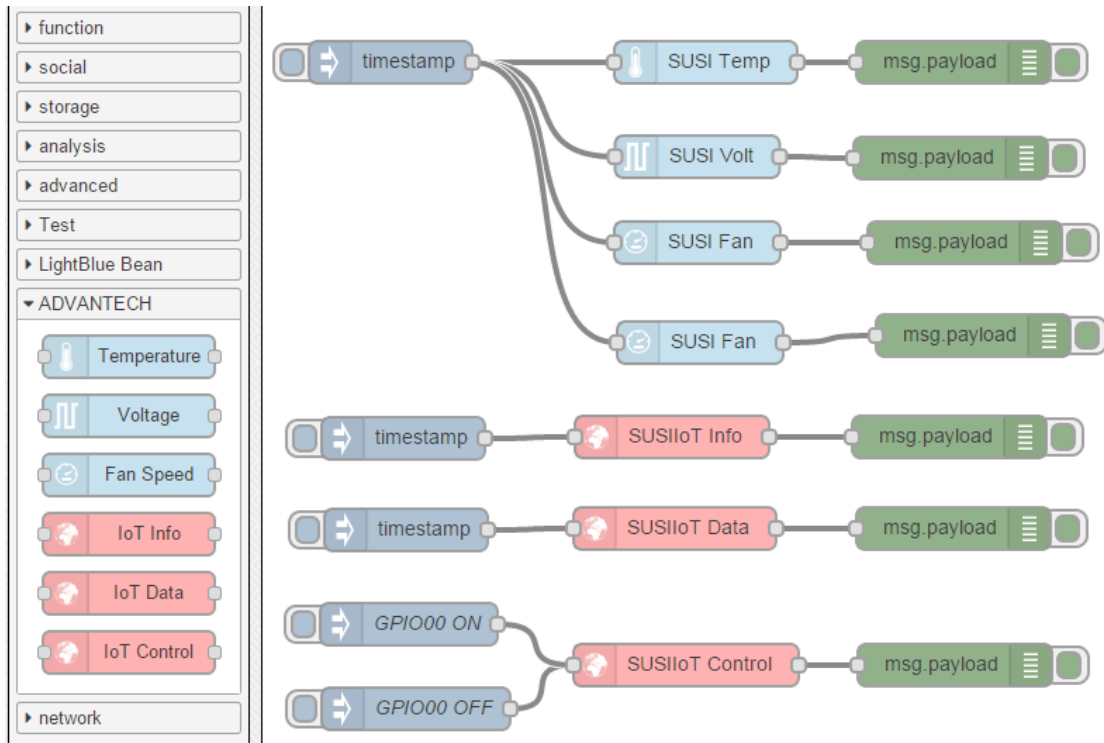 function
social
storage
analysis
advanced
Test
LightBlue Bean
ADVANTECH
Temperature
Voltage
Fan Speed
IoT Info
IoT Data
IoT Control
network
timestamp
SUSI Temp
msg.payload
SUSI Volt
msg.payload
SUSI Fan
msg.payload
SUSI Fan
msg.payload
timestamp
SUSIIoT Info
msg.payload
timestamp
SUSIIoT Data
msg.payload
GPIO00 ON
SUSIIoT Control
msg.payload
GPIO00 OFF